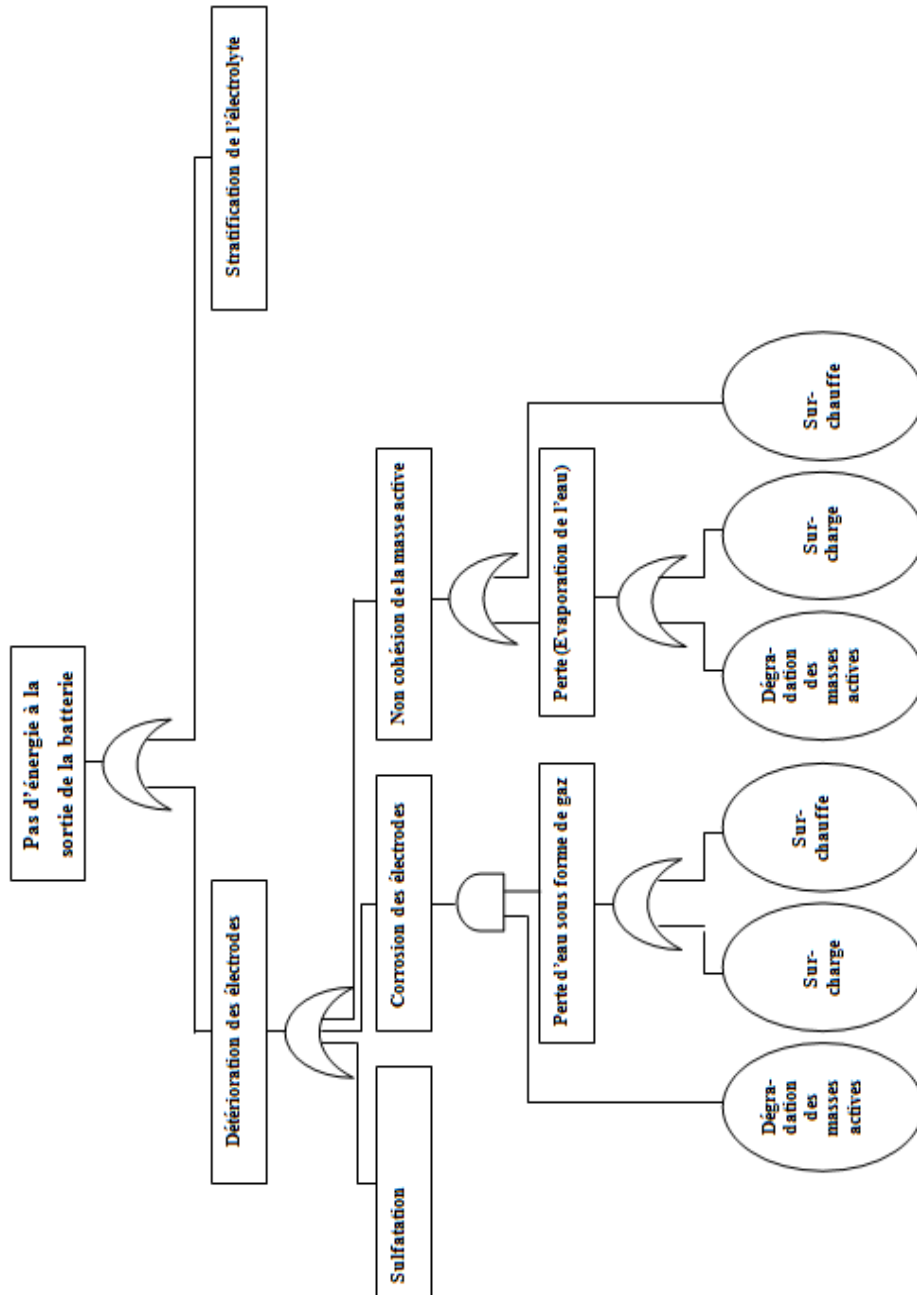 Pas d'énergie à la
sortie de la batterie
Détérioration des électrodes
Stratification de l'électrolyte
Sulfatation
Corrosion des électrodes
Non cohésion de la masse active
Perte d'eau sous forme de gaz
Perte (Evaporation de l'eau)
Dégra-
dation
des
masses
actives
Sur-
charge
Sur-
chauffe
Dégra-
dation
des
masses
actives
Sur-
charge
Sur-
chauffe